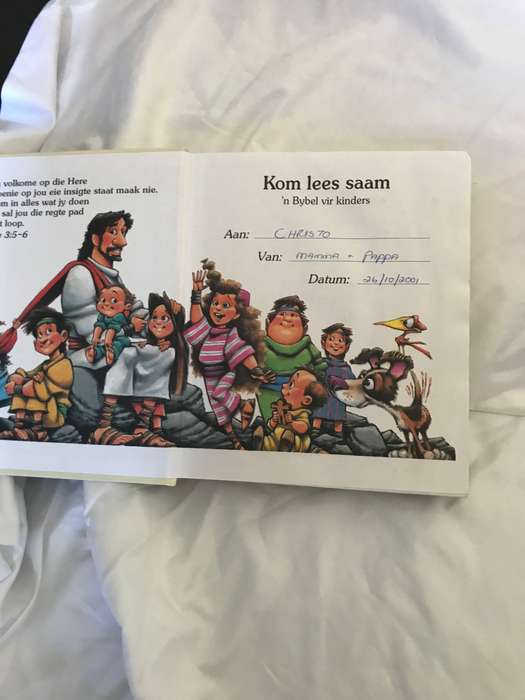 volkome op die Here
enie op jou eie insigte staat maak nie.
m in alles wat jy doen
sal jou die regte pad
t loop.
3:5–6
Kom lees saam
'n Bybel vir kinders
Aan: CHRISTO
Van: MAMMA + PAPPA
Datum: 26/10/2001